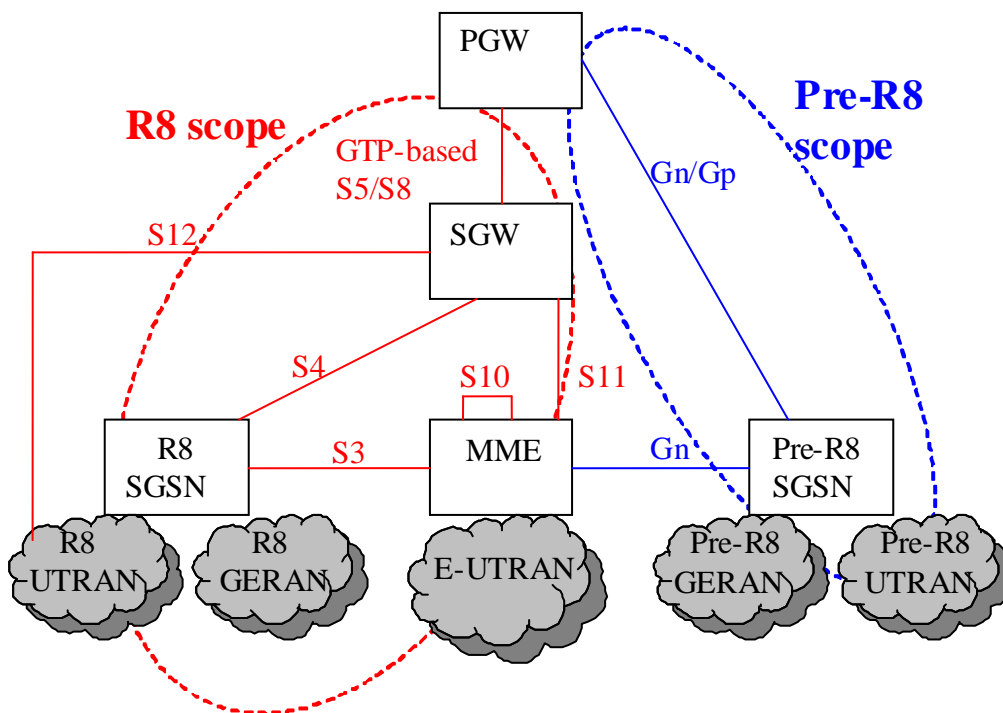 PGW
R8 scope
Pre-R8
scope
GTP-based
S5/S8
Gn/Gp
S12
SGW
S4
S10
S11
R8
SGSN
S3
MME
Gn
Pre-R8
SGSN
R8
UTRAN
R8
GERAN
E-UTRAN
Pre-R8
GERAN
Pre-R8
UTRAN